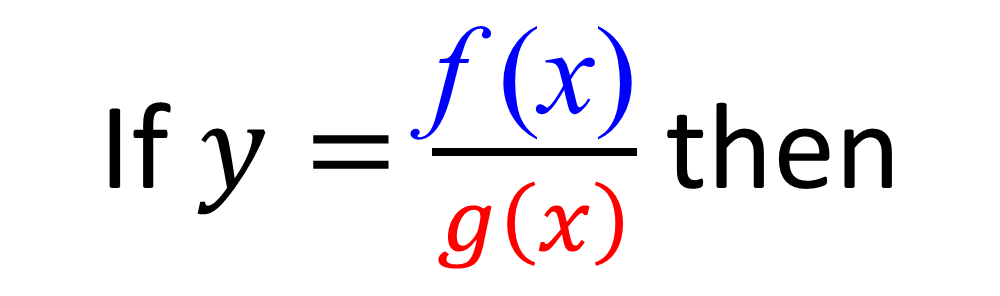 If y = f(x)/g(x) then